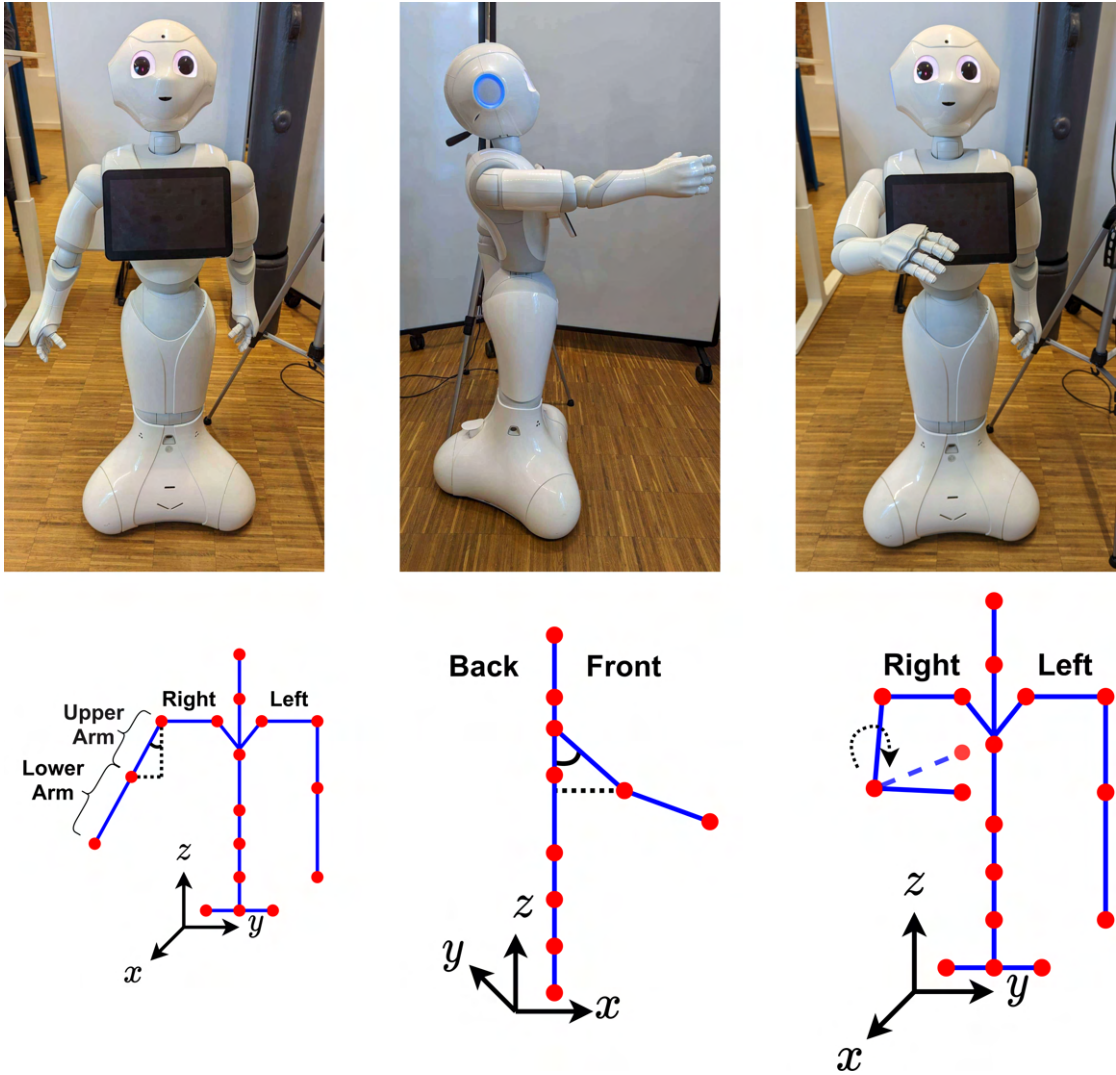 Right Left
Upper
Arm
Lower
Arm
z
y
x
Back Front
z
y
x
Right Left
z
y
x